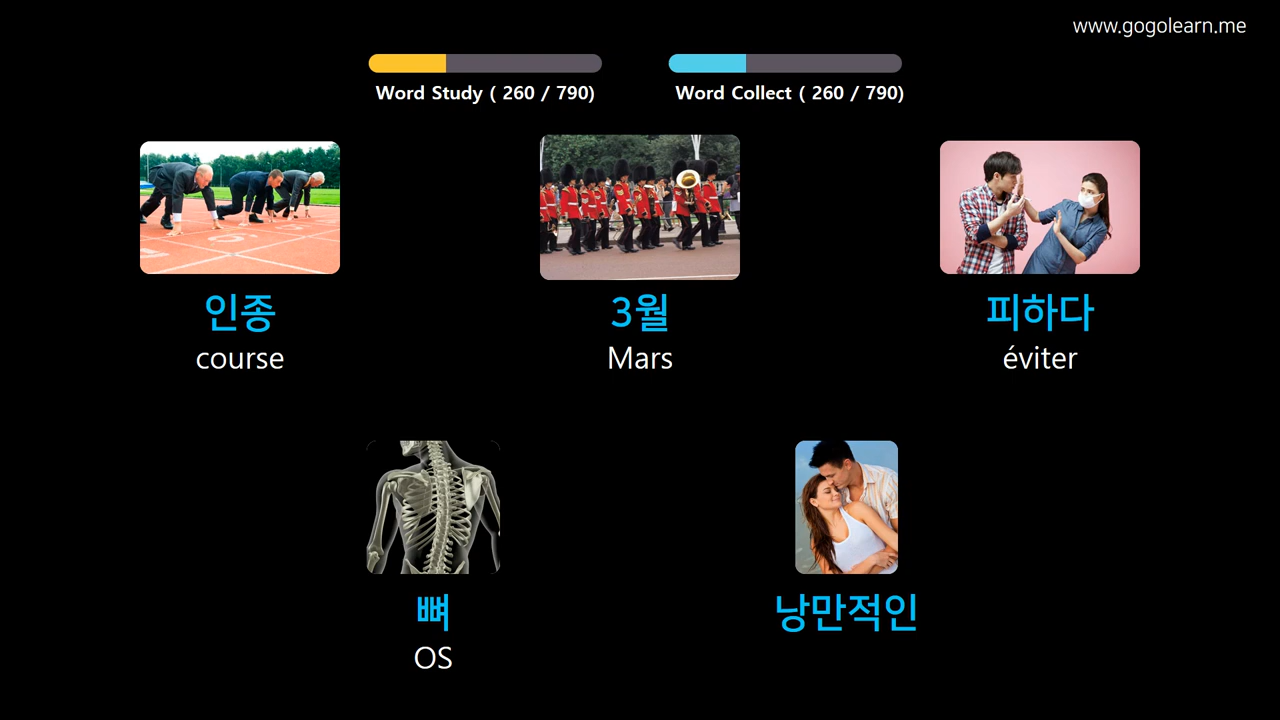 www.gogolearn.me
Word Study ( 260 / 790)
Word Collect ( 260 / 790)
인종
course
3월
Mars
피하다
éviter
뼈
OS
낭만적인